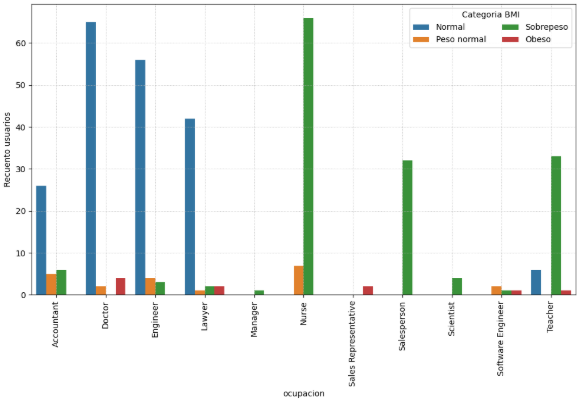 Categoria BMI
Normal
Peso normal
Sobrepeso
Obeso
Recuento usuarios
60
50
40
30
20
10
0
Accountant
Doctor
Engineer
Lawyer
Manager
Nurse
Sales Representative
Salesperson
Scientist
Software Engineer
Teacher
ocupacion